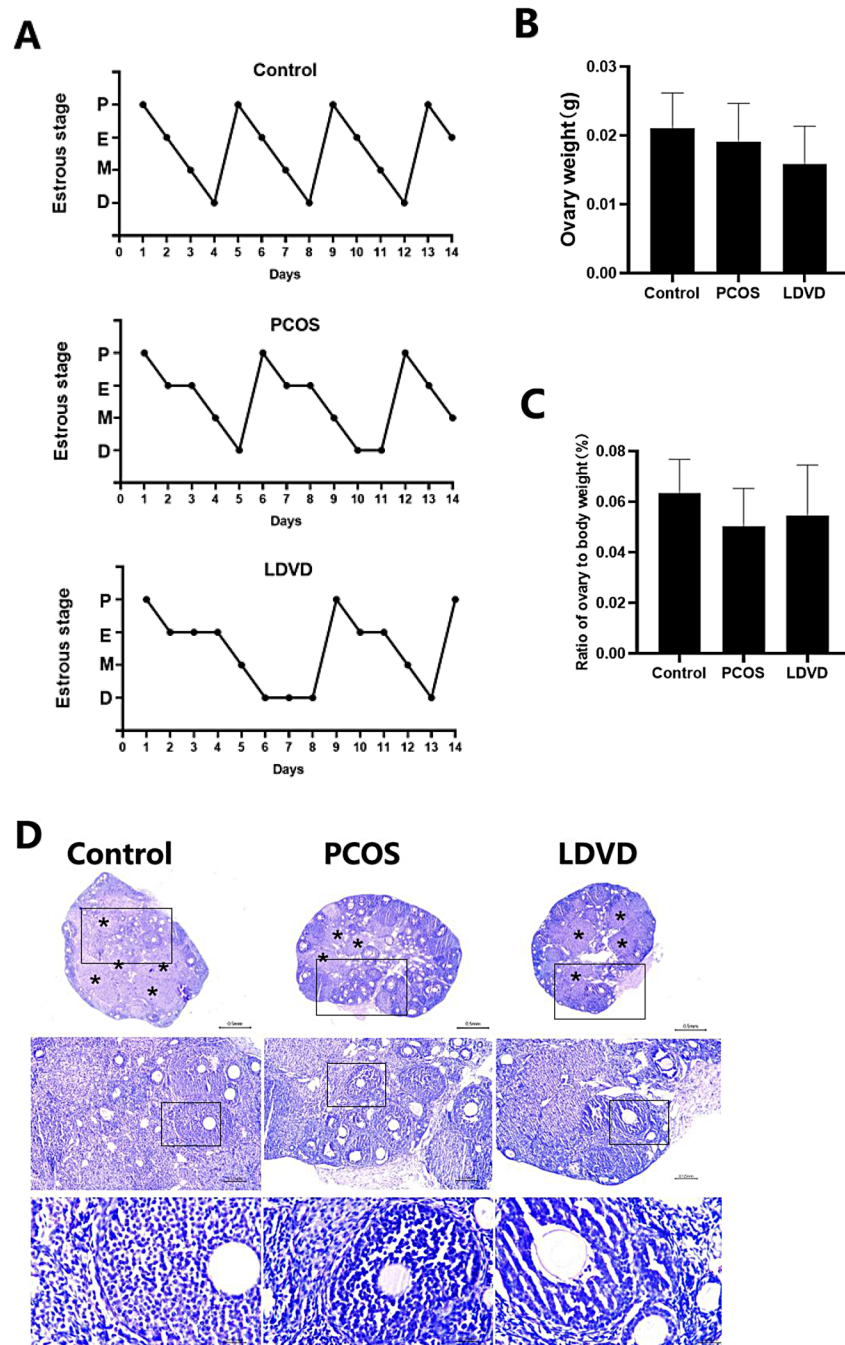 A
Control
Estrous stage
P
E
M
D
0 1 2 3 4 5 6 7 8 9 10 11 12 13 14
Days
PCOS
Estrous stage
P
E
M
D
0 1 2 3 4 5 6 7 8 9 10 11 12 13 14
Days
LDVD
Estrous stage
P
E
M
D
0 1 2 3 4 5 6 7 8 9 10 11 12 13 14
Days
B
Ovary weight(g)
0.03
0.02
0.01
0.00
Control PCOS LDVD
C
Ratio of ovary to body weight(%)
0.08
0.06
0.04
0.02
0.00
Control PCOS LDVD
D
Control PCOS LDVD
* * * * *
* * *
* * * *
0.5mm 0.5mm 0.5mm